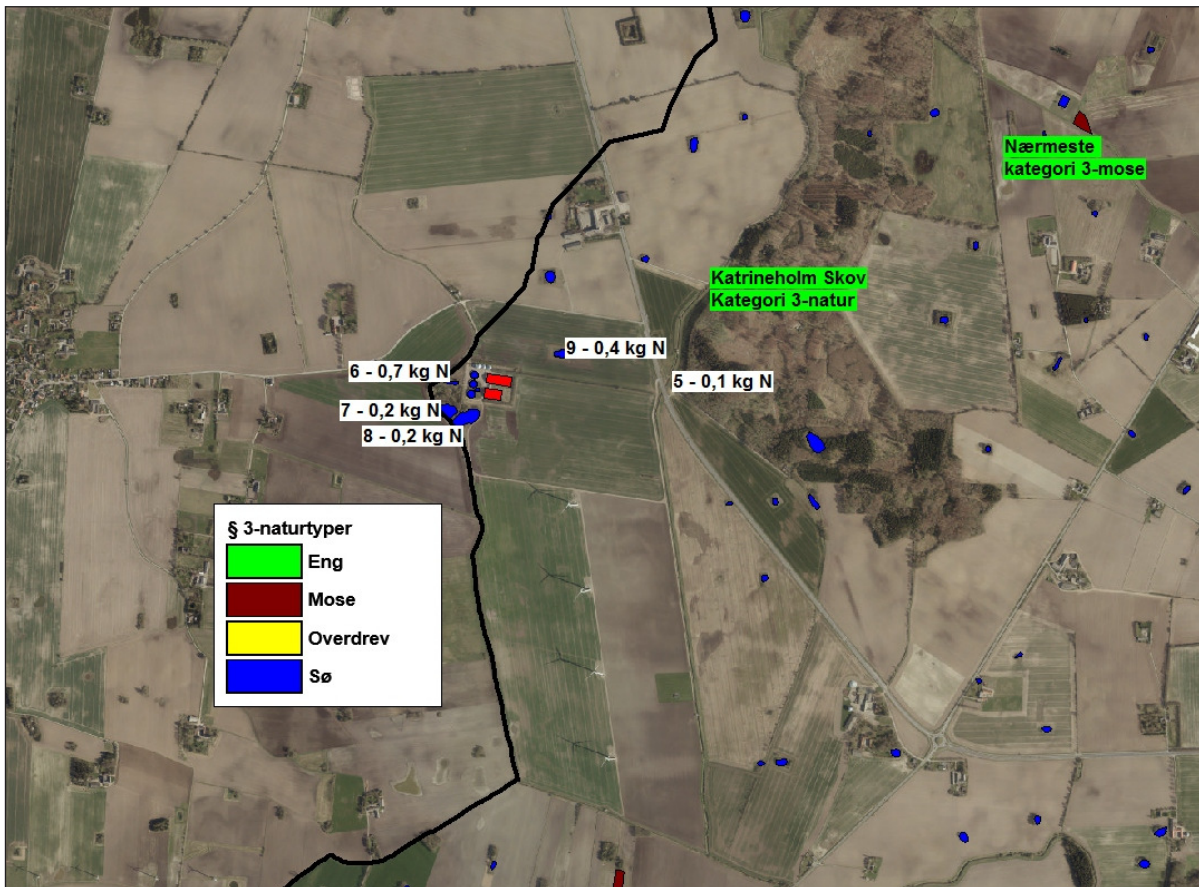 Nærmeste
kategori 3-mose
Katrineholm Skov
Kategori 3-natur
9 - 0,4 kg N
6 - 0,7 kg N
5 - 0,1 kg N
7 - 0,2 kg N
8 - 0,2 kg N
§ 3-naturtyper
Eng
Mose
Overdrev
Sø